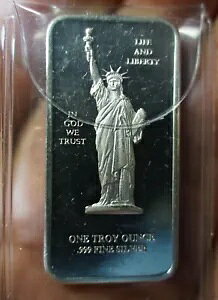 LIFE
AND
LIBERTY
IN
GOD
WE
TRUST
ONE TROY OUNCE
.999 FINE SILVER